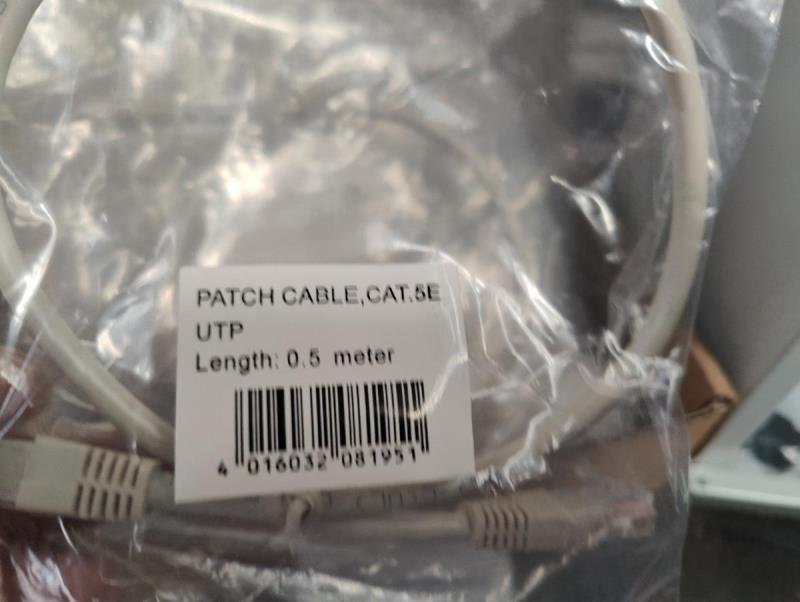 PATCH CABLE,CAT.5E
UTP
Length: 0.5 meter
4 016032 081951